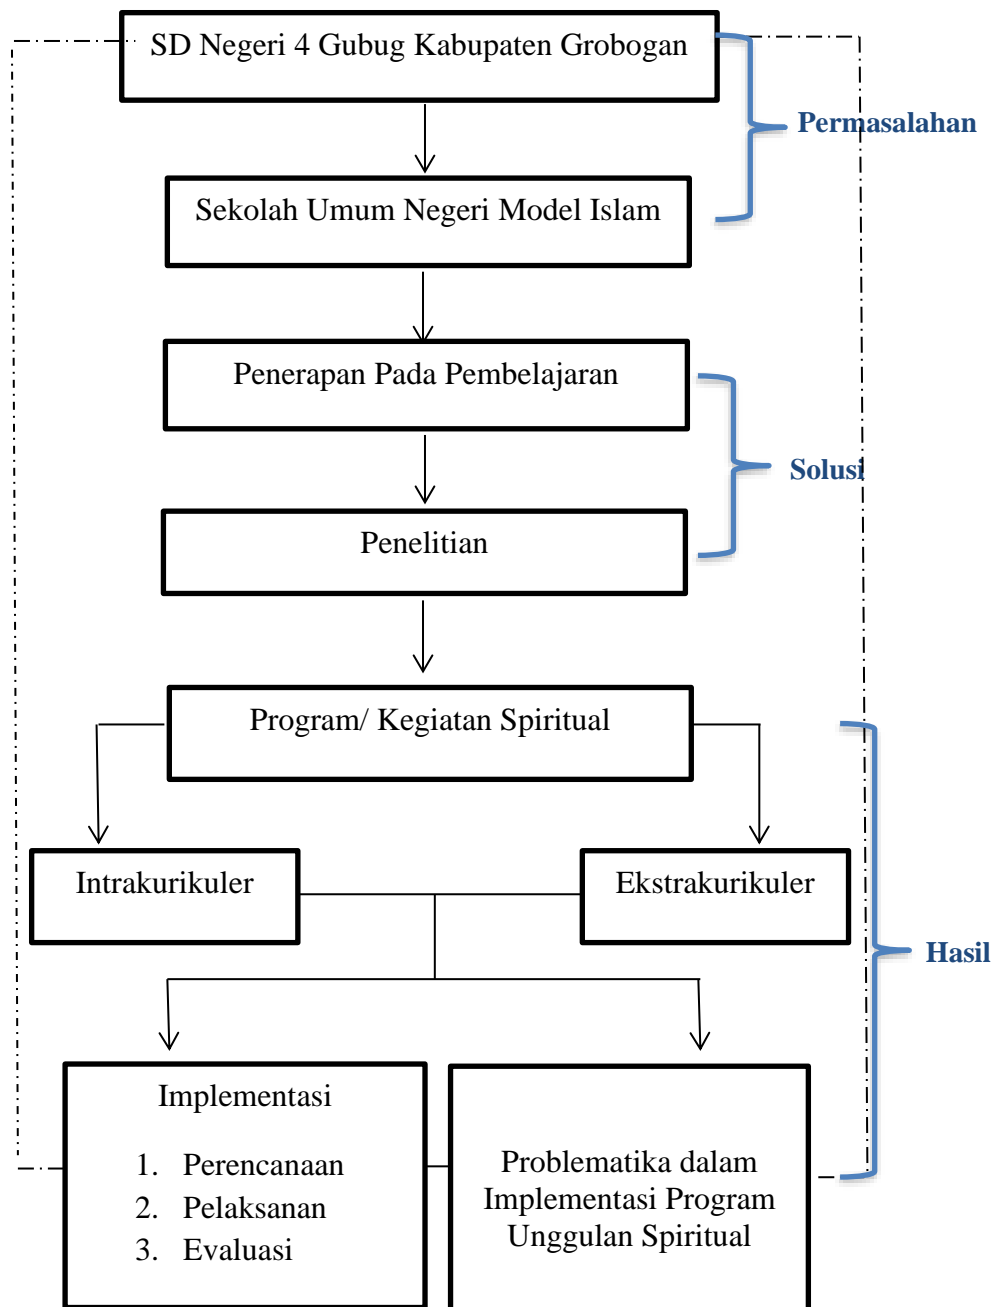 SD Negeri 4 Gubug Kabupaten Grobogan
Permasalahan
Sekolah Umum Negeri Model Islam
Penerapan Pada Pembelajaran
Solusi
Penelitian
Program/ Kegiatan Spiritual
Intrakurikuler
Ekstrakurikuler
Hasil
Implementasi
1. Perencanaan
2. Pelaksanan
3. Evaluasi
Problematika dalam
Implementasi Program
Unggulan Spiritual